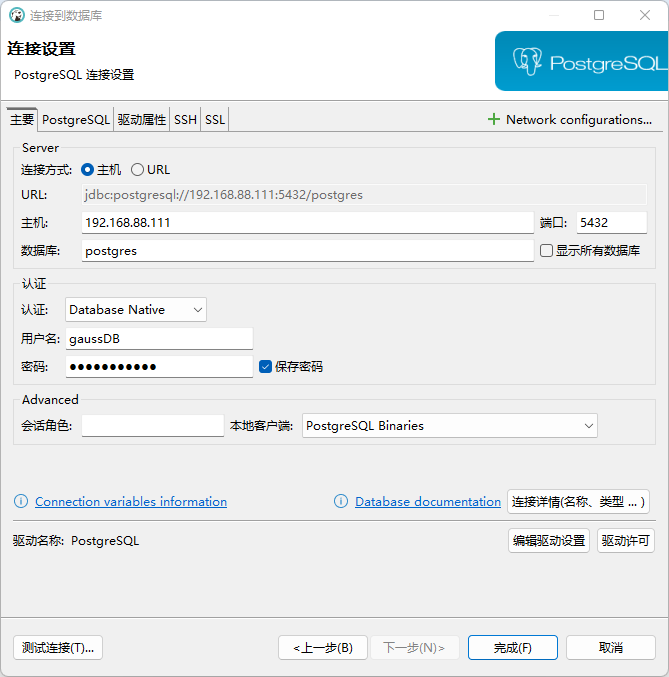 连接到数据库
连接设置
PostgreSQL 连接设置
PostgreSQL
主要 PostgreSQL 驱动属性 SSH SSL
Network configurations...
Server
连接方式: 主机 URL
URL: jdbc:postgresql://192.168.88.111:5432/postgres
主机: 192.168.88.111 端口: 5432
数据库: postgres 显示所有数据库
认证
认证: Database Native
用户名: gaussDB
密码: ●●●●●●●●●●● 保存密码
Advanced
会话角色: 本地客户端: PostgreSQL Binaries
Connection variables information Database documentation 连接详情(名称、类型 ... )
驱动名称: PostgreSQL 编辑驱动设置 驱动许可
测试连接(T)... <上一步(B) 下一步(N)> 完成(F) 取消